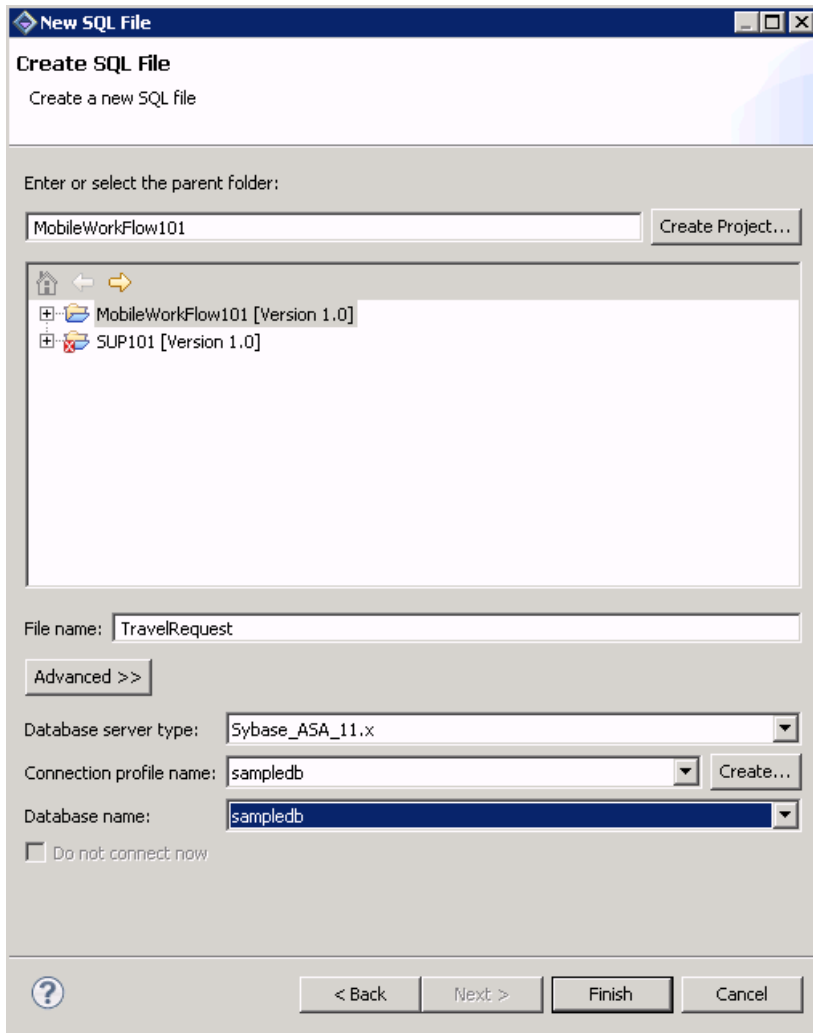 New SQL File
Create SQL File
Create a new SQL file
Enter or select the parent folder:
MobileWorkFlow101 Create Project...
MobileWorkFlow101 [Version 1.0]
SUP101 [Version 1.0]
File name: TravelRequest
Advanced >>
Database server type: Sybase_ASA_11.x
Connection profile name: sampledb Create...
Database name: sampledb
Do not connect now
? < Back Next > Finish Cancel